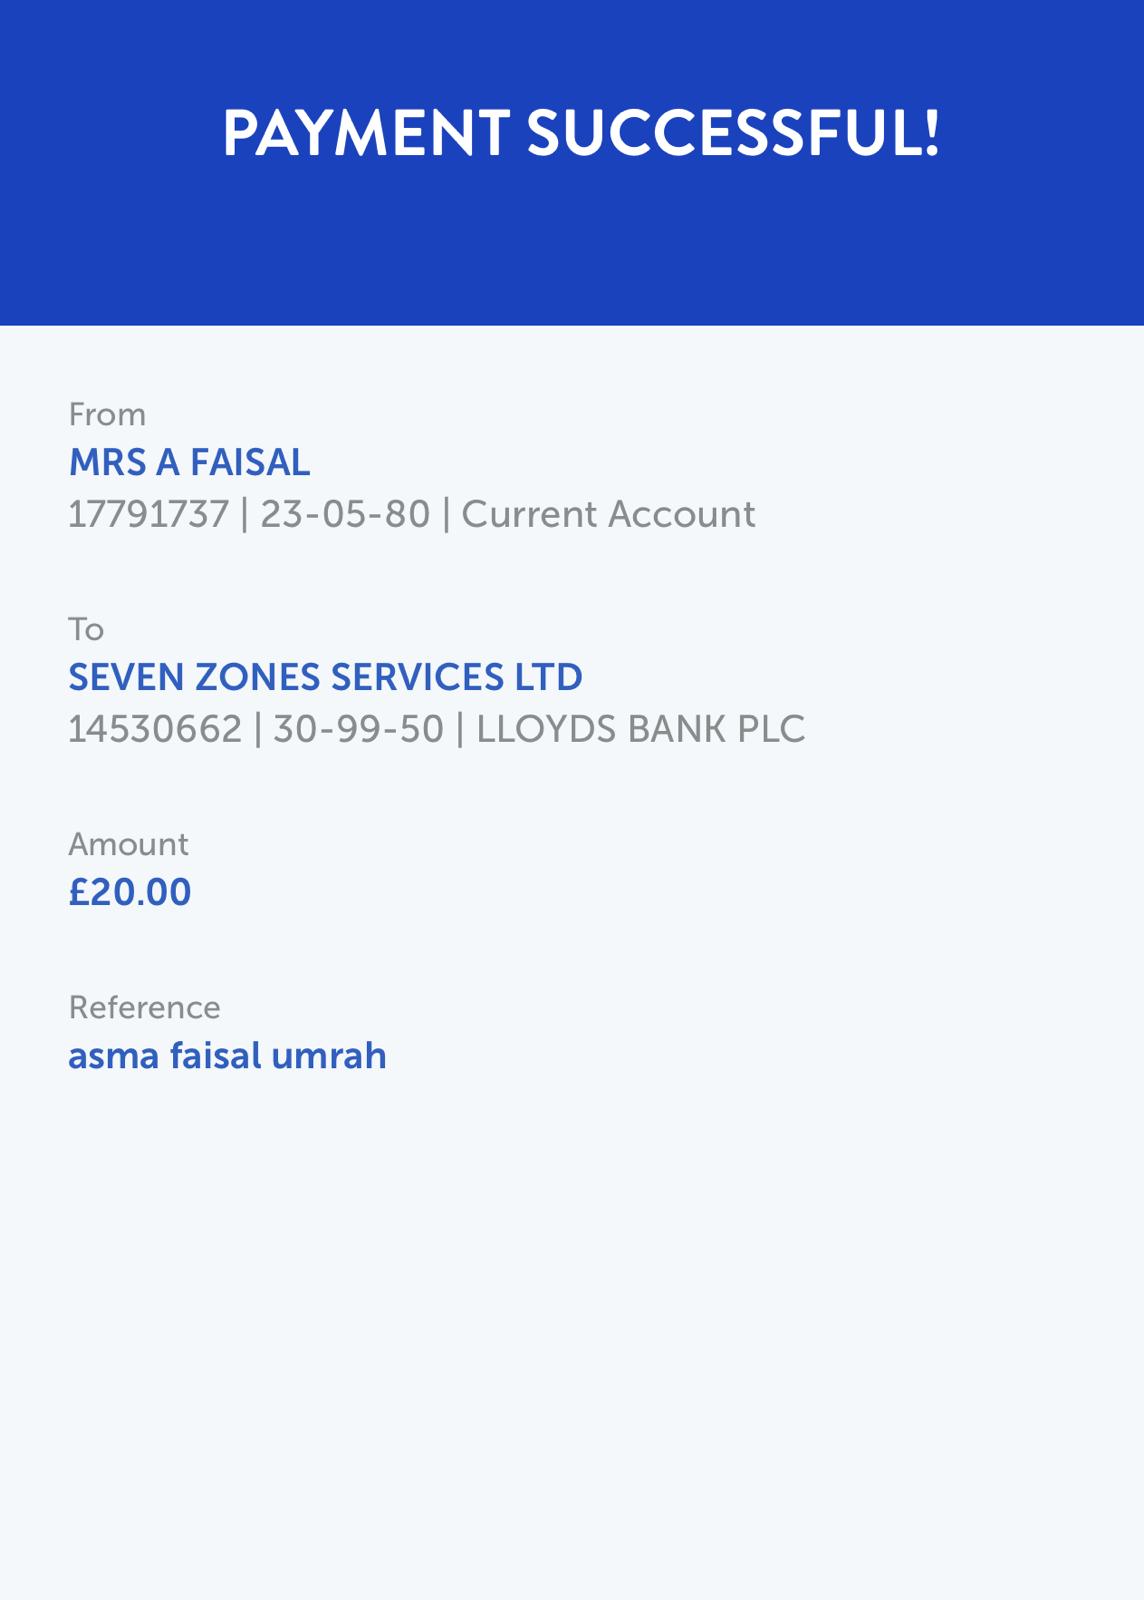 PAYMENT SUCCESSFUL!
From
MRS A FAISAL
17791737 | 23-05-80 | Current Account
To
SEVEN ZONES SERVICES LTD
14530662 | 30-99-50 | LLOYDS BANK PLC
Amount
£20.00
Reference
asma faisal umrah